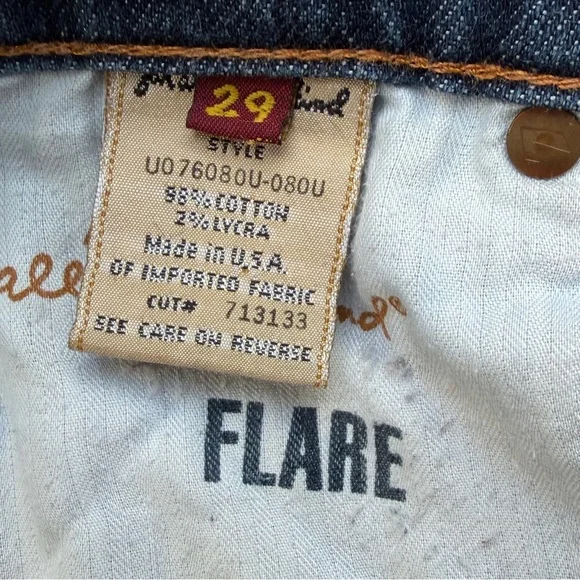 29
STYLE
U076080U-080U
98% COTTON
2% LYCRA
Made in U.S.A.
OF IMPORTED FABRIC
CUT# 713133
SEE CARE ON REVERSE
FLARE